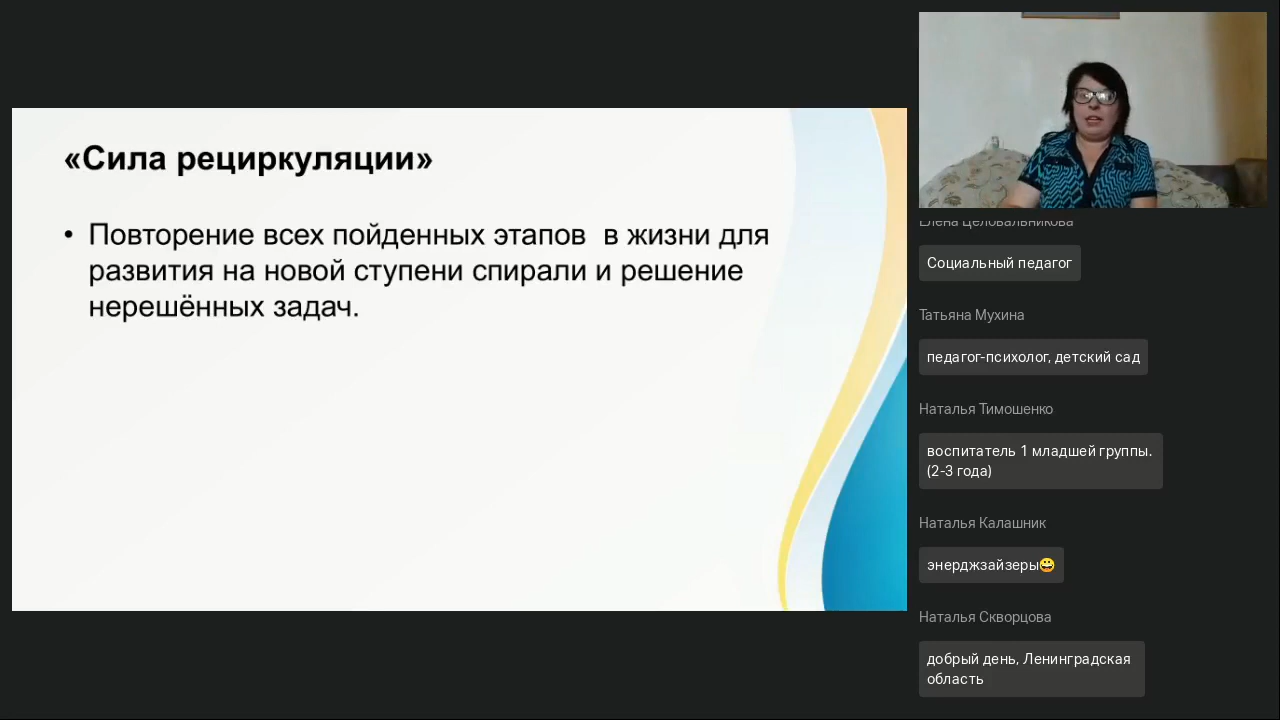 «Сила рециркуляции»
• Повторение всех пойденных этапов  в жизни для
развития на новой ступени спирали и решение
нерешённых задач.
Елена Целовальникова
Социальный педагог
Татьяна Мухина
педагог-психолог, детский сад
Наталья Тимошенко
воспитатель 1 младшей группы.
(2-3 года)
Наталья Калашник
энерджзайзеры😀
Наталья Скворцова
добрый день, Ленинградская
область